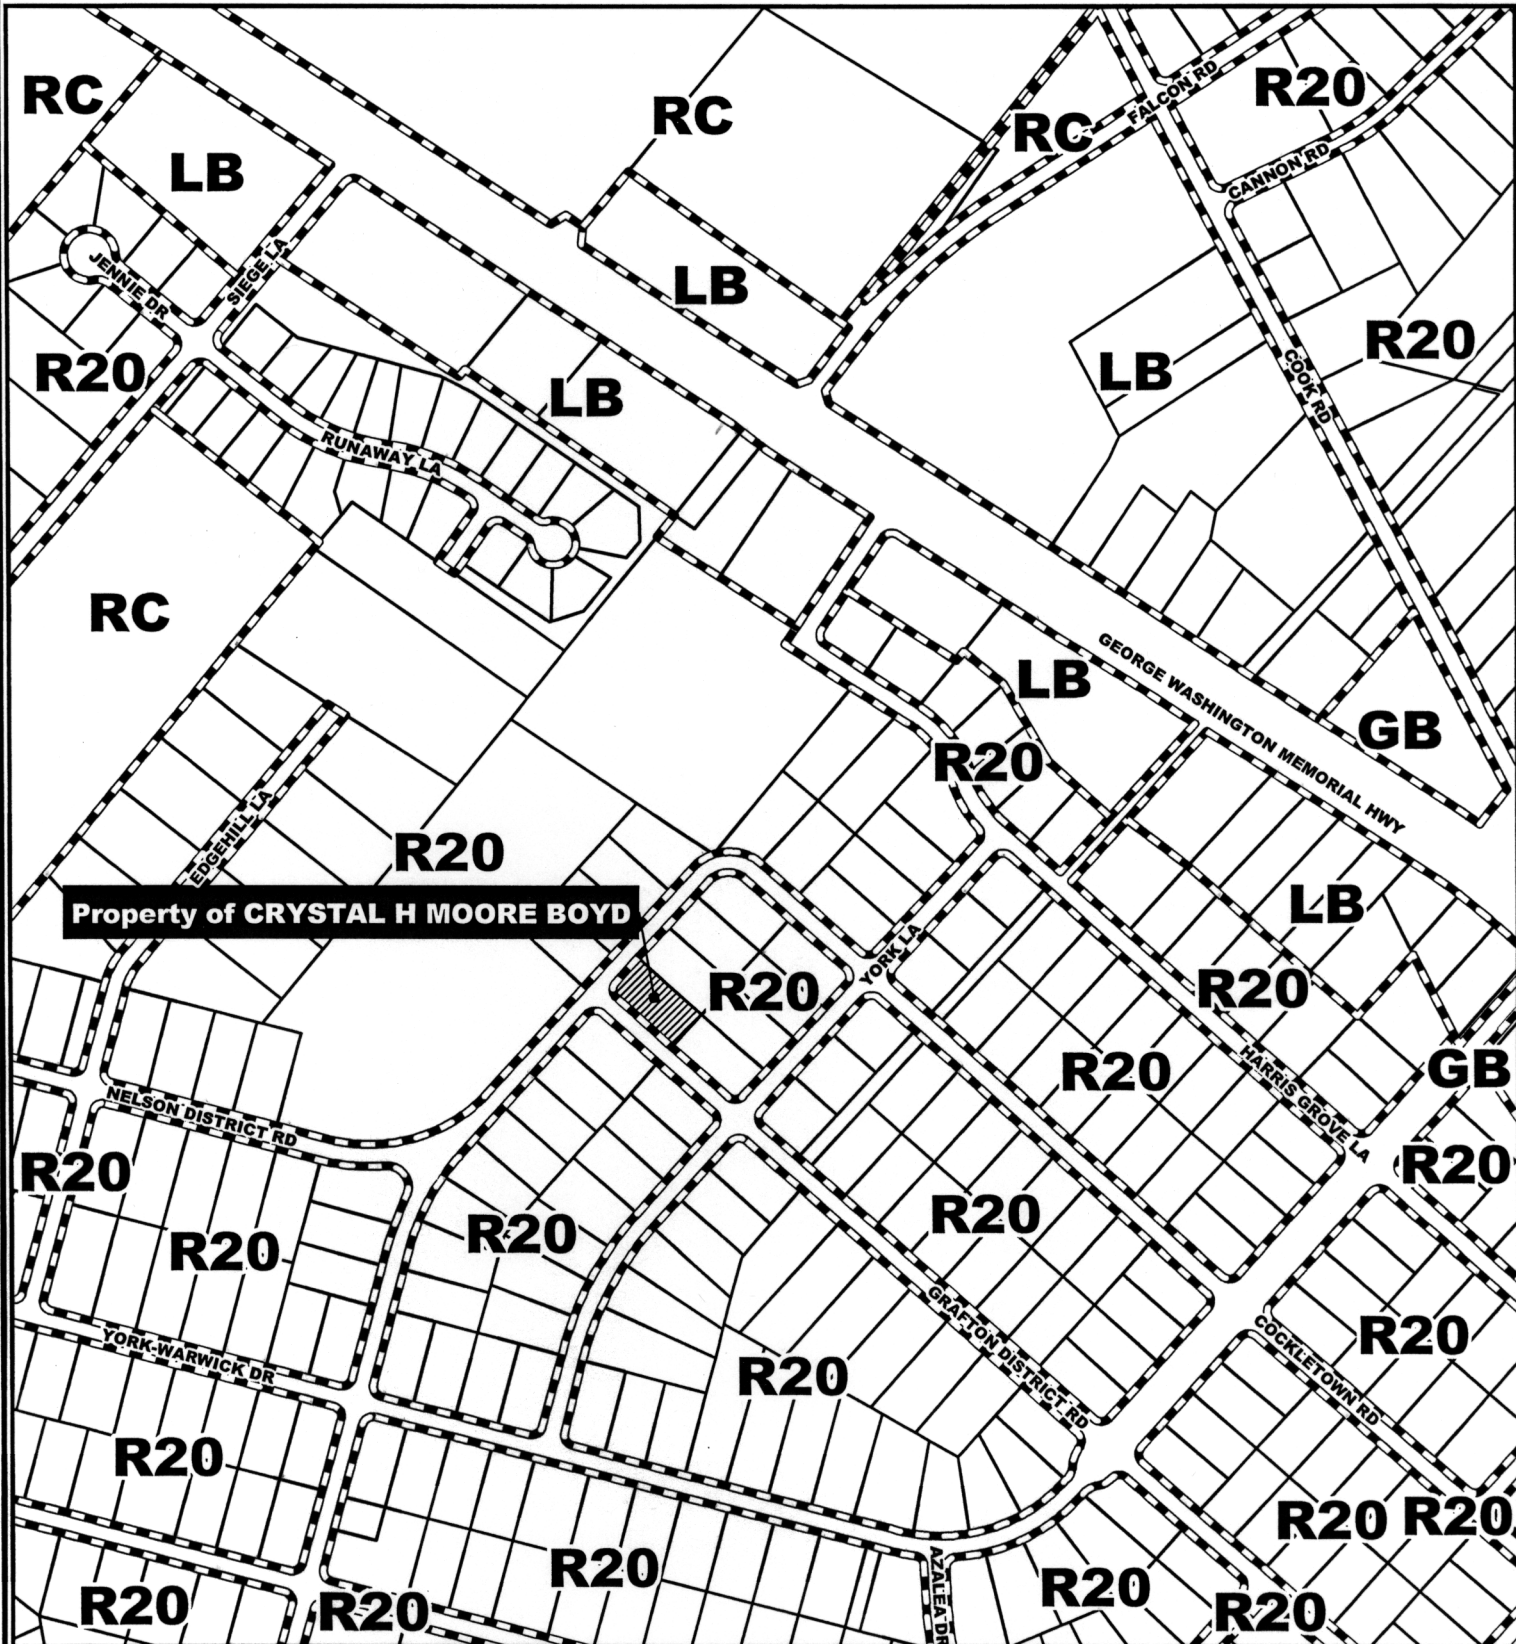 RC
RC
RC
R20
FALCON RD
CANNON RD
LB
SIEGE LA
JENNIE DR
LB
R20
LB
R20
LB
COOK RD
RUNAWAY LA
RC
GEORGE WASHINGTON MEMORIAL HWY
LB
GB
R20
EDGEHILL LA
R20
Property of CRYSTAL H MOORE BOYD
LB
YORK LA
R20
R20
R20
HARRIS GROVE LA
GB
NELSON DISTRICT RD
R20
R20
R20
R20
R20
R20
GRAFTON DISTRICT RD
COCKLETOWN RD
R20
YORK-WARWICK DR
R20
R20
R20
R20
R20
AZALEA DR
R20
R20
R20
R20